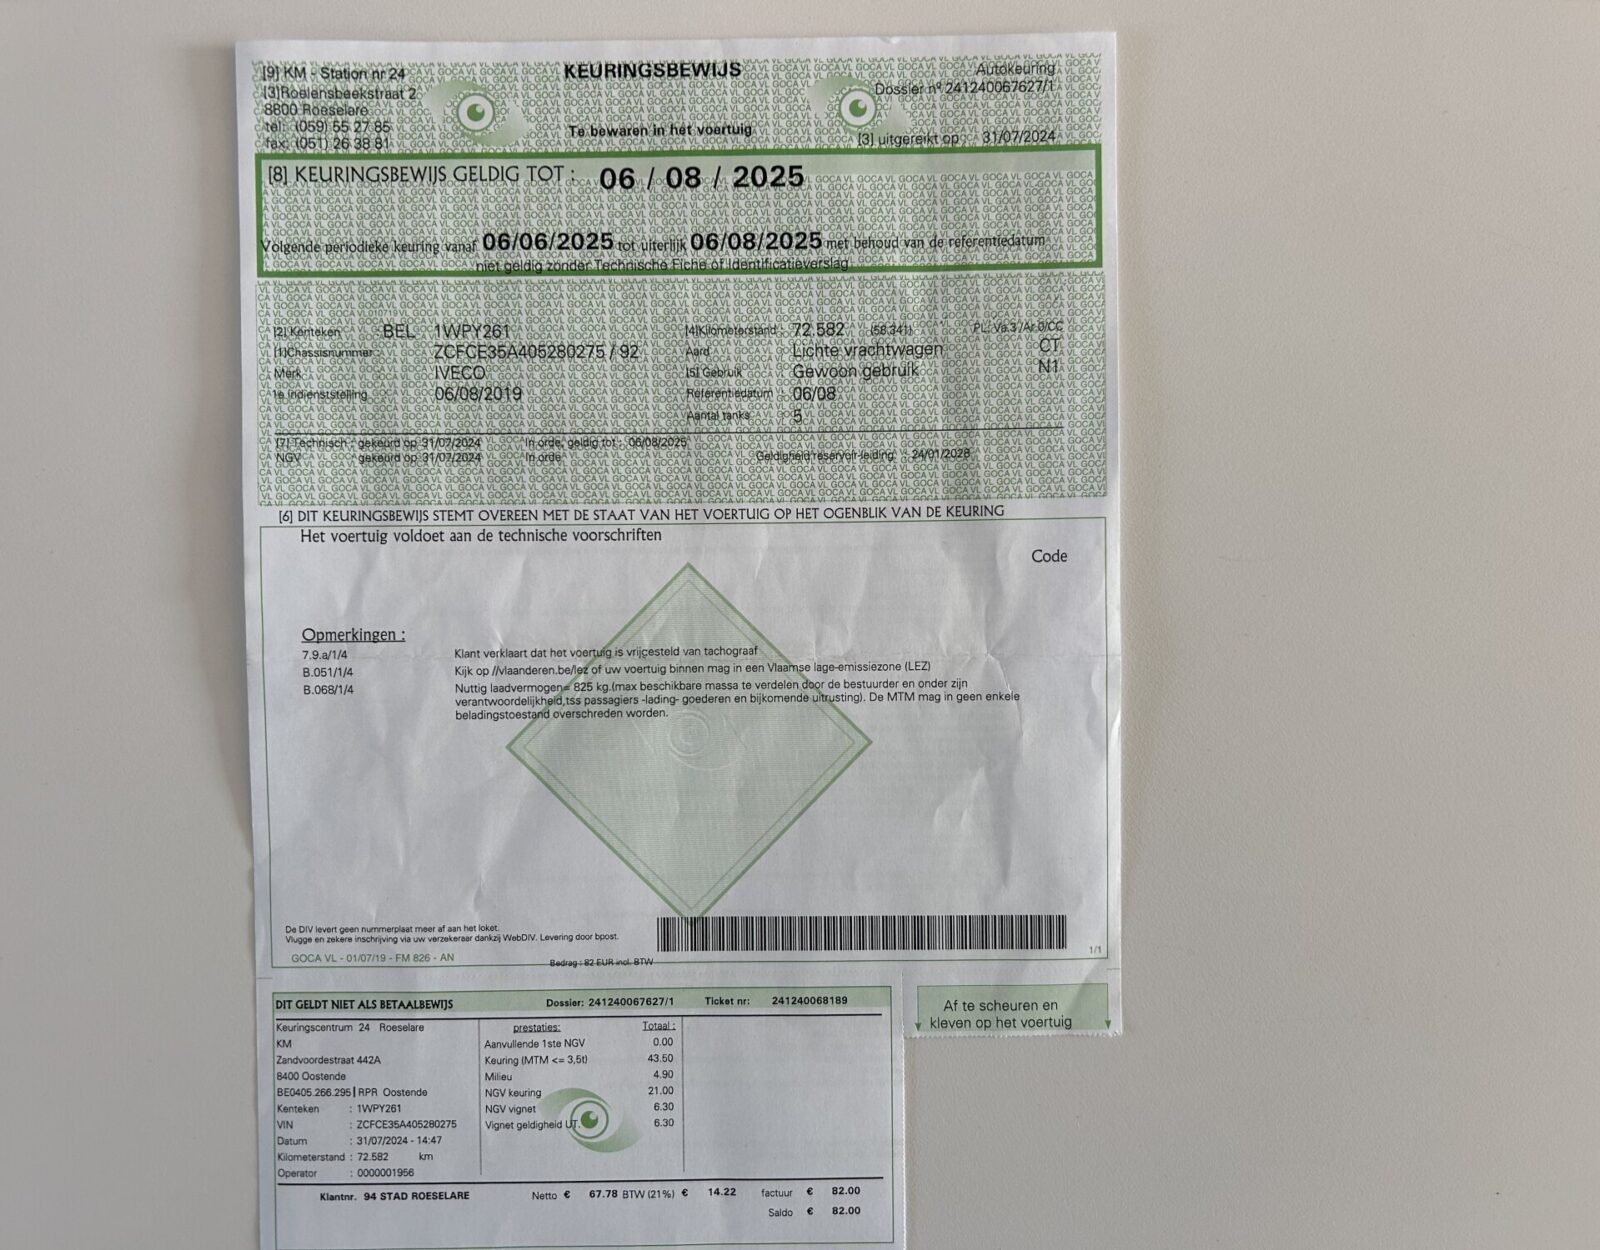 [9] KM - Station nr 24
KEURINGSBEWIJS
Autokeuring
[3]Roelensbeekstraat 2
Dossier nº 241240067627/1
8800 Roeselare
tel: (059) 55 27 85
Te bewaren in het voertuig
fax: (051) 26 38 81
[3] uitgereikt op : 31/07/2024
[8] KEURINGSBEWIJS GELDIG TOT : 06 / 08 / 2025
Volgende periodieke keuring vanaf 06/06/2025 tot uiterlijk 06/08/2025 met behoud van de referentiedatum
niet geldig zonder Technische Fiche of Identificatieverslag
[2] Kenteken : BEL 1WPY261
[4]Kilometerstand : 72.582 (58.341)
PL: Va.3 /Ar.0/CC
[1]Chassisnummer : ZCFCE35A405280275 / 92
Aard : Lichte vrachtwagen CT
Merk : IVECO
[5] Gebruik : Gewoon gebruik N1
1e Indienststelling : 06/08/2019
Referentiedatum : 06/08
Aantal tanks : 5
[7] Technisch : gekeurd op 31/07/2024 In orde, geldig tot : 06/08/2025
NGV gekeurd op 31/07/2024 In orde Geldigheid reservoir-leiding : 24/01/2028
[6] DIT KEURINGSBEWIJS STEMT OVEREEN MET DE STAAT VAN HET VOERTUIG OP HET OGENBLIK VAN DE KEURING
Het voertuig voldoet aan de technische voorschriften
Code
Opmerkingen :
7.9.a/1/4 Klant verklaart dat het voertuig is vrijgesteld van tachograaf
B.051/1/4 Kijk op //vlaanderen.be/lez of uw voertuig binnen mag in een Vlaamse lage-emissiezone (LEZ)
B.068/1/4 Nuttig laadvermogen= 825 kg.(max beschikbare massa te verdelen door de bestuurder en onder zijn
verantwoordelijkheid,tss passagiers -lading- goederen en bijkomende uitrusting). De MTM mag in geen enkele
beladingstoestand overschreden worden.
De DIV levert geen nummerplaat meer af aan het loket.
Vlugge en zekere inschrijving via uw verzekeraar dankzij WebDIV. Levering door bpost.
1/1
GOCA VL - 01/07/19 - FM 826 - AN
Bedrag : 82 EUR incl. BTW
DIT GELDT NIET ALS BETAALBEWIJS
Dossier: 241240067627/1 Ticket nr: 241240068189
Af te scheuren en
kleven op het voertuig
Keuringscentrum 24 Roeselare
KM
Zandvoordestraat 442A
8400 Oostende
BE0405.266.295 | RPR Oostende
Kenteken : 1WPY261
VIN : ZCFCE35A405280275
Datum : 31/07/2024 - 14:47
Kilometerstand : 72.582 km
Operator : 0000001956
prestaties: Totaal :
Aanvullende 1ste NGV 0.00
Keuring (MTM <= 3,5t) 43.50
Milieu 4.90
NGV keuring 21.00
NGV vignet 6.30
Vignet geldigheid UT. 6.30
Klantnr. 94 STAD ROESELARE
Netto € 67.78 BTW (21%) € 14.22 factuur € 82.00
Saldo € 82.00